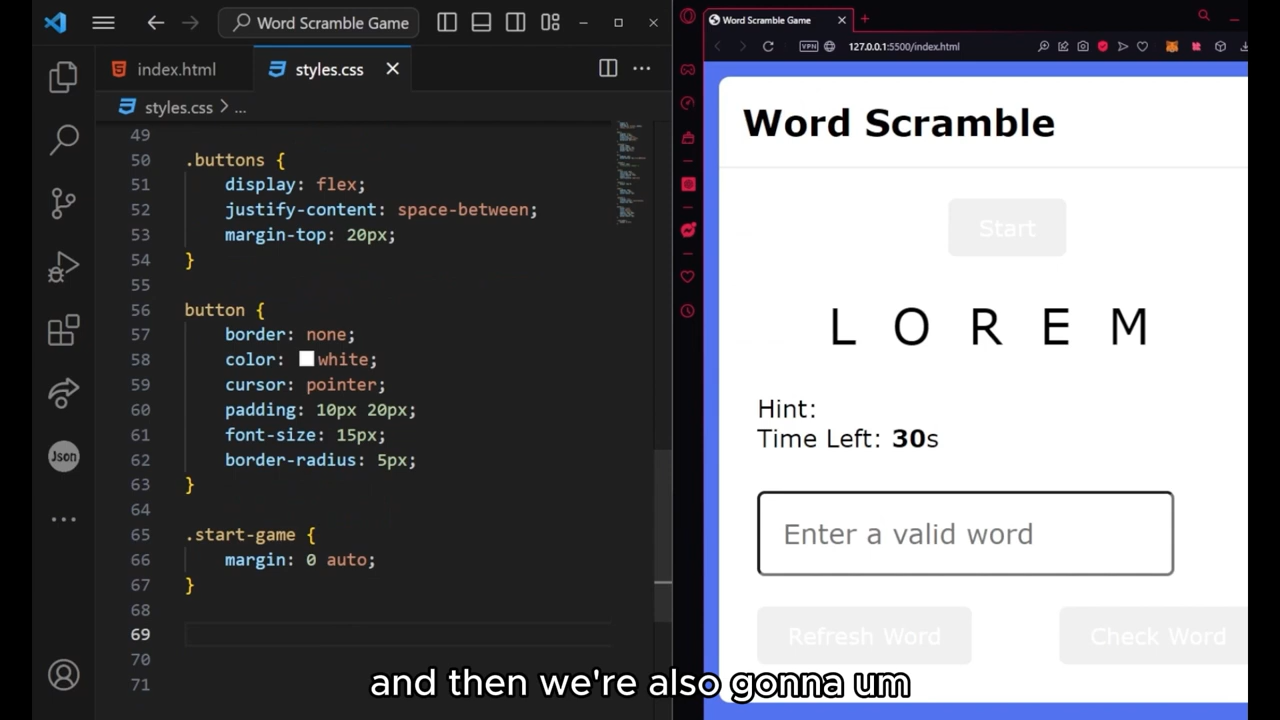 Word Scramble Game
index.html
styles.css
styles.css > ...
49
50 .buttons {
51 display: flex;
52 justify-content: space-between;
53 margin-top: 20px;
54 }
55
56 button {
57 border: none;
58 color: white;
59 cursor: pointer;
60 padding: 10px 20px;
61 font-size: 15px;
62 border-radius: 5px;
63 }
64
65 .start-game {
66 margin: 0 auto;
67 }
68
69
70
71
Json
Word Scramble Game
VPN 127.0.0.1:5500/index.html
Word Scramble
Start
L O R E M
Hint:
Time Left: 30s
Enter a valid word
Refresh Word Check Word
and then we're also gonna um